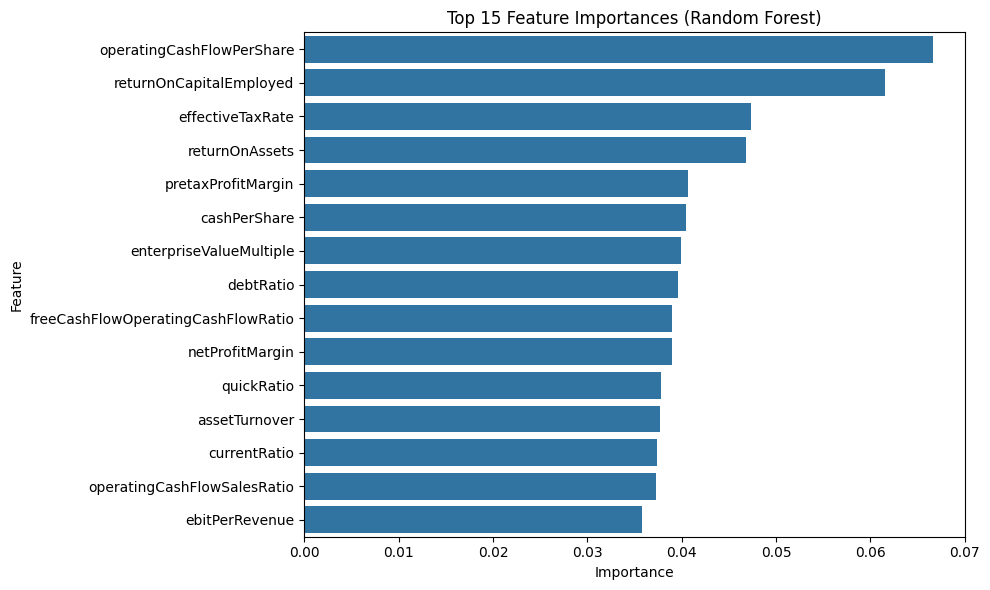 Top 15 Feature Importances (Random Forest)
Feature
operatingCashFlowPerShare
returnOnCapitalEmployed
effectiveTaxRate
returnOnAssets
pretaxProfitMargin
cashPerShare
enterpriseValueMultiple
debtRatio
freeCashFlowOperatingCashFlowRatio
netProfitMargin
quickRatio
assetTurnover
currentRatio
operatingCashFlowSalesRatio
ebitPerRevenue
0.00 0.01 0.02 0.03 0.04 0.05 0.06 0.07
Importance